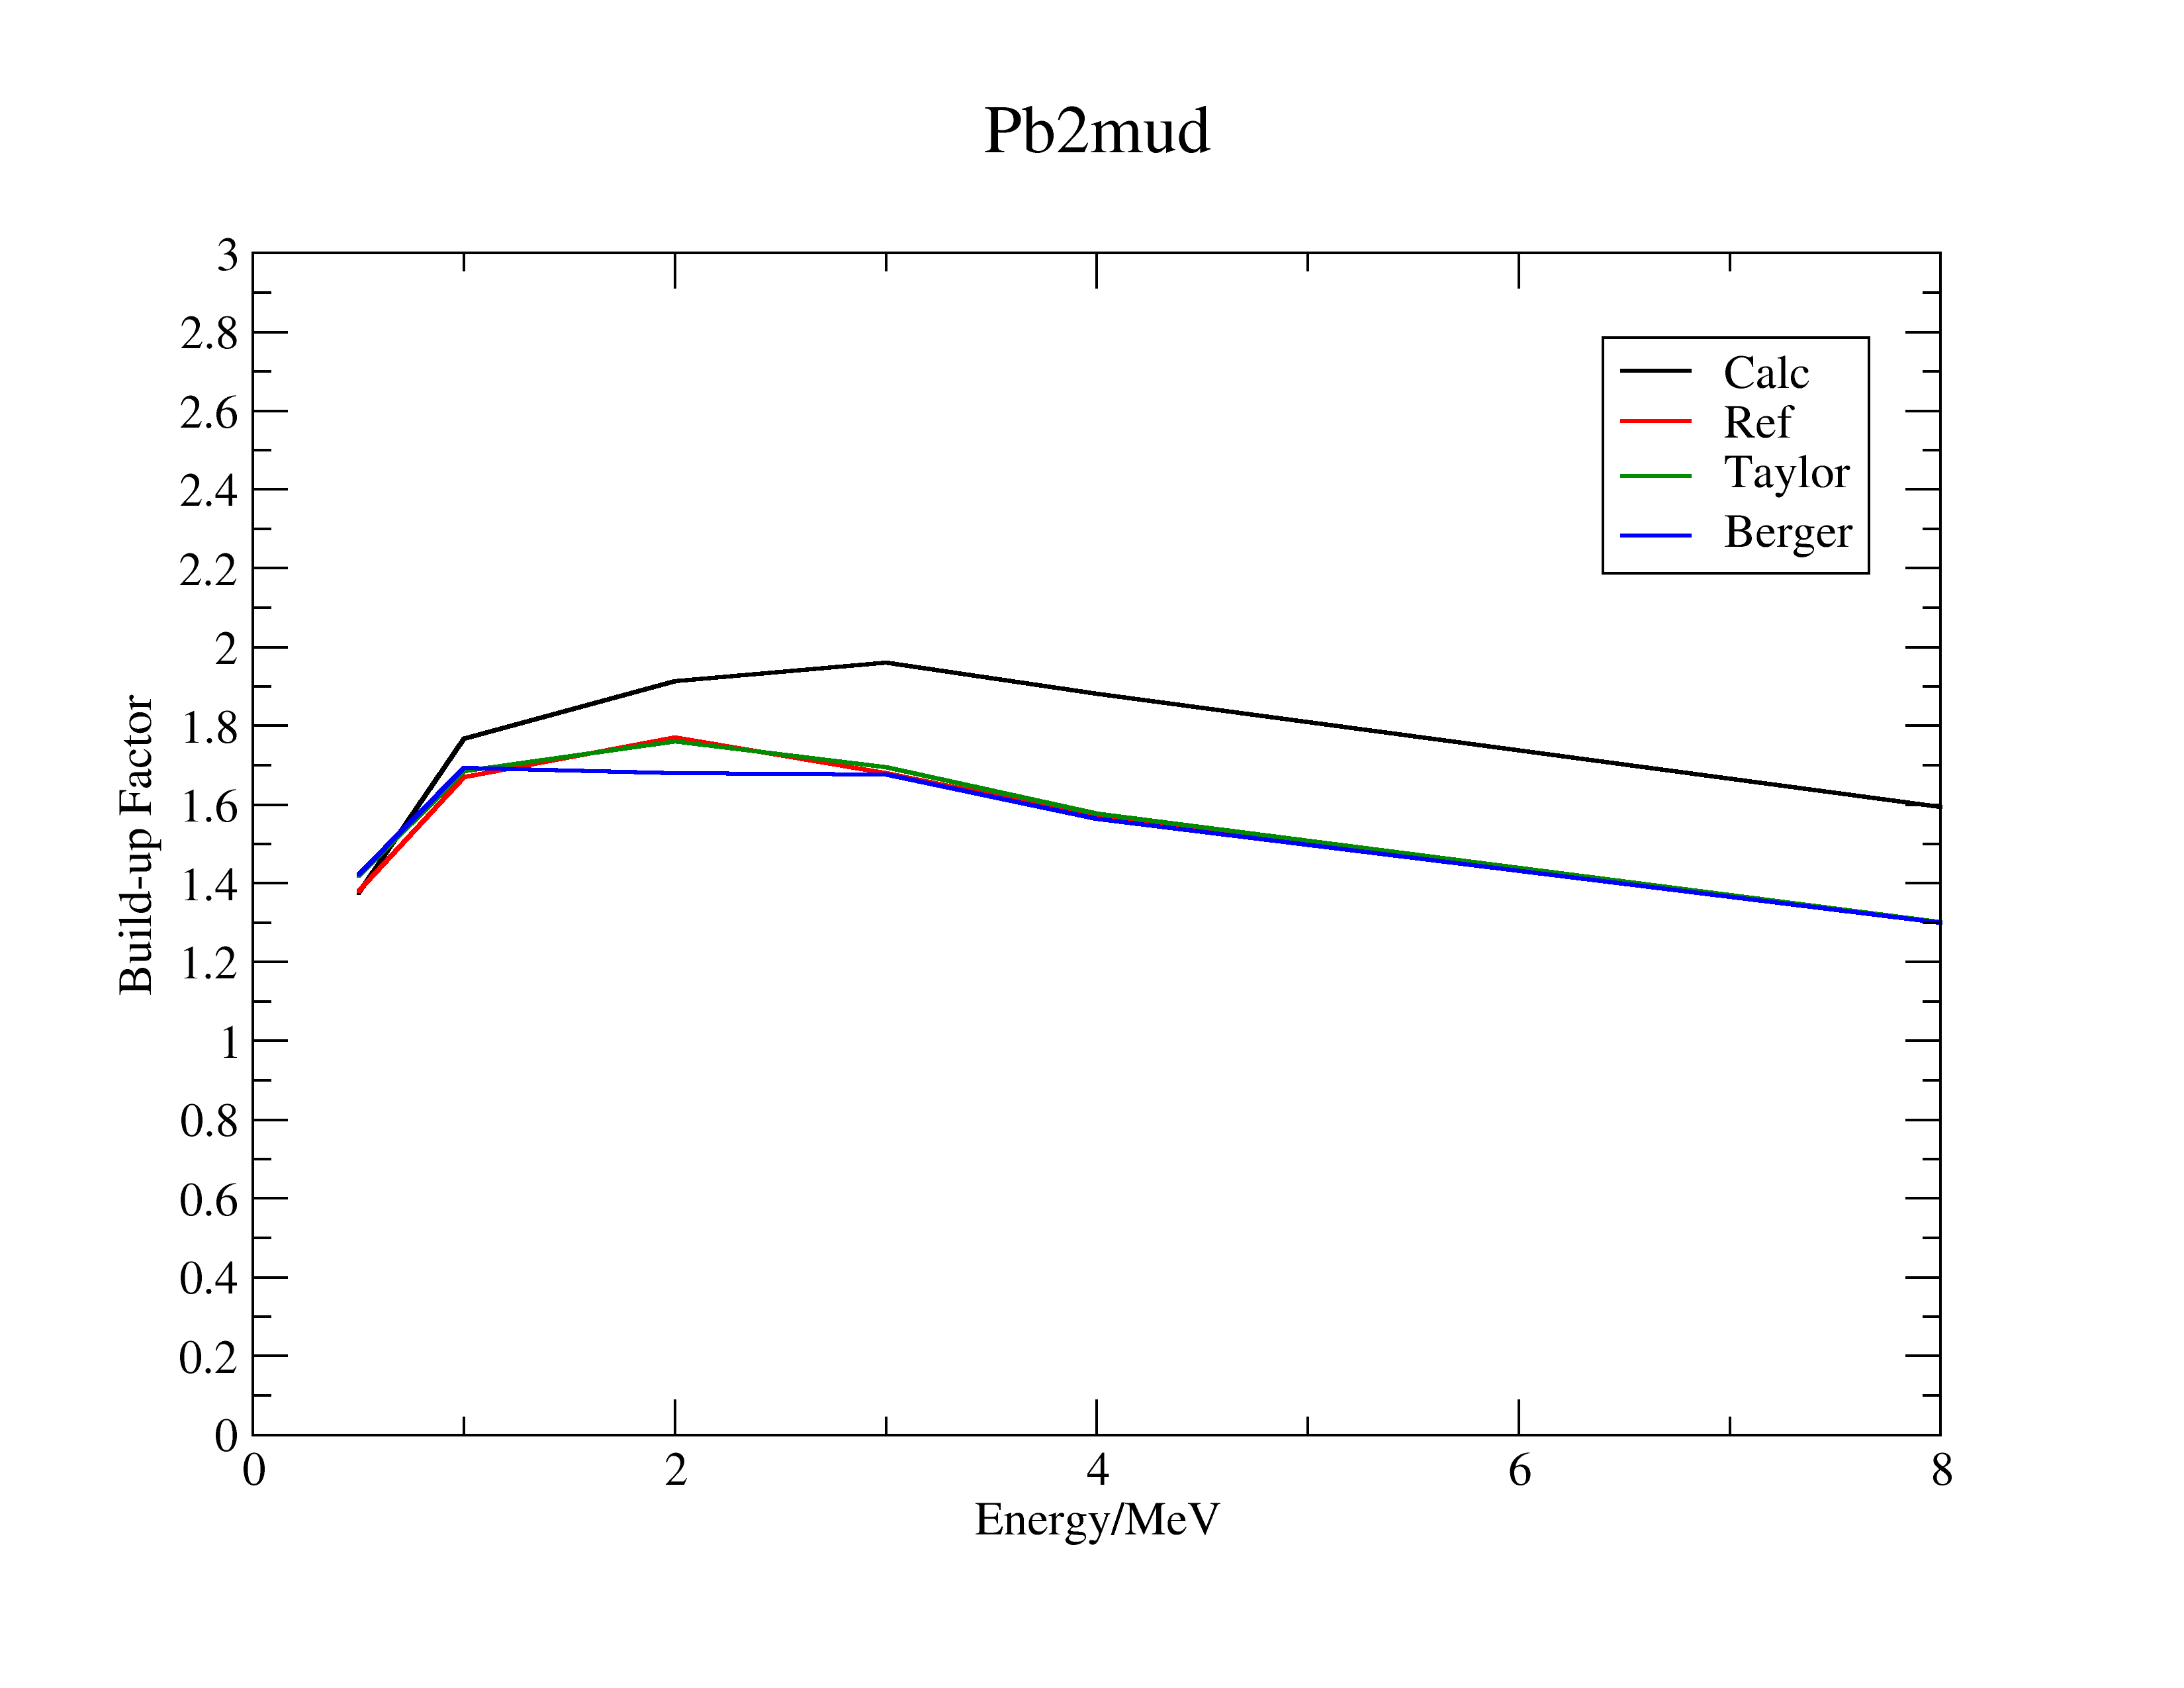 Pb2mud
3
2.8
2.6
2.4
2.2
2
1.8
1.6
1.4
1.2
1
0.8
0.6
0.4
0.2
0
Build-up Factor
Calc
Ref
Taylor
Berger
0 2 4 6 8
Energy/MeV